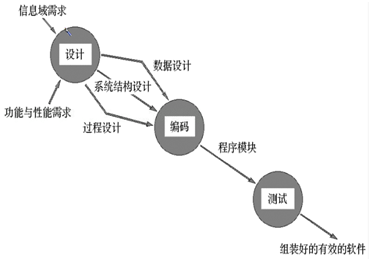 信息域需求
设计
数据设计
系统结构设计
功能与性能需求
过程设计
编码
程序模块
测试
组装好的有效的软件